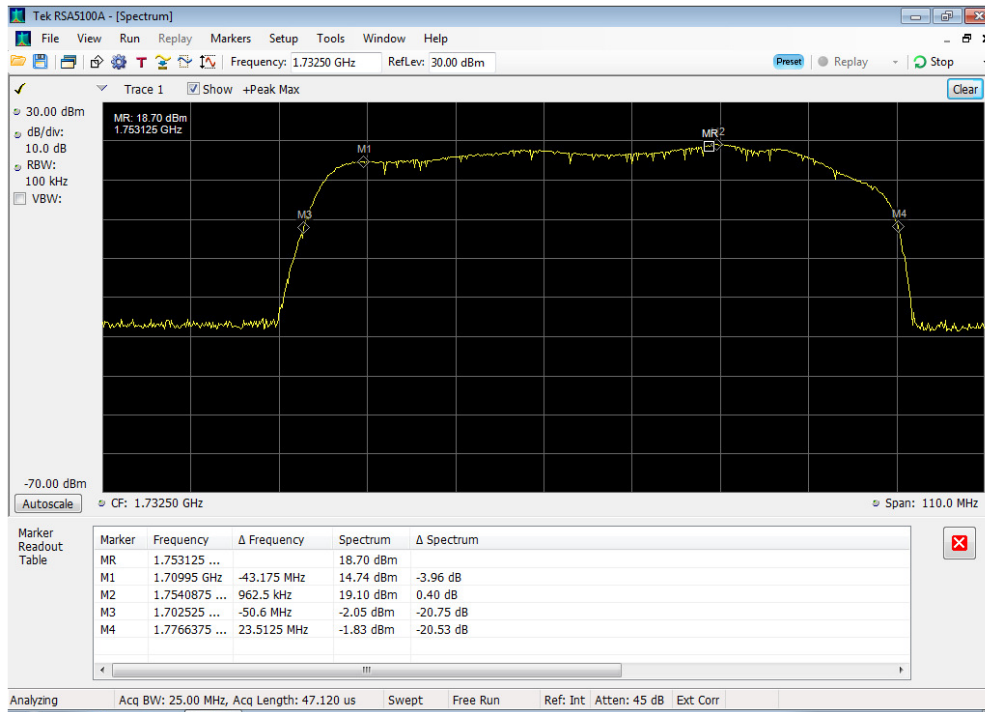 Tek RSA5100A - [Spectrum]
File View Run Replay Markers Setup Tools Window Help
T Frequency: 1.73250 GHz RefLev: 30.00 dBm Preset Replay Stop
Trace 1 Show +Peak Max Clear
30.00 dBm
dB/div:
10.0 dB
RBW:
100 kHz
VBW:
MR: 18.70 dBm
1.753125 GHz
M1
MR2
M3
M4
-70.00 dBm
Autoscale CF: 1.73250 GHz Span: 110.0 MHz
Marker
Readout
Table
Marker Frequency Δ Frequency Spectrum Δ Spectrum
MR 1.753125 ... 18.70 dBm
M1 1.70995 GHz -43.175 MHz 14.74 dBm -3.96 dB
M2 1.7540875 ... 962.5 kHz 19.10 dBm 0.40 dB
M3 1.702525 ... -50.6 MHz -2.05 dBm -20.75 dB
M4 1.7766375 ... 23.5125 MHz -1.83 dBm -20.53 dB
Analyzing Acq BW: 25.00 MHz, Acq Length: 47.120 us Swept Free Run Ref: Int Atten: 45 dB Ext Corr